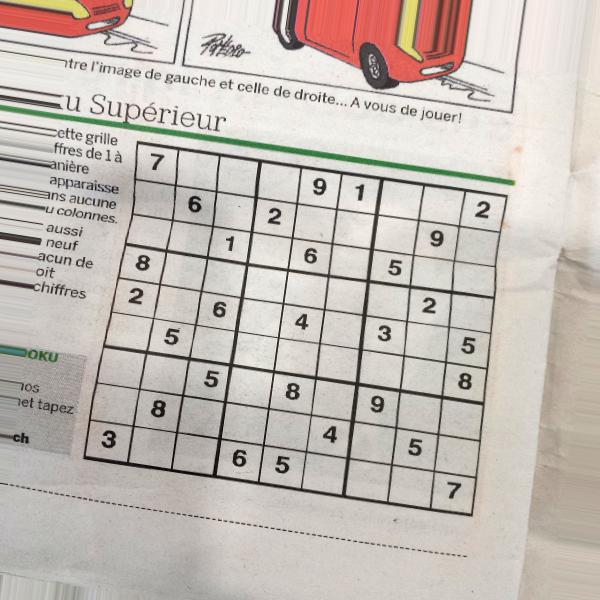 tre l'image de gauche et celle de droite... A vous de jouer!
u Supérieur
ette grille
ffres de 1 à
anière
apparaisse
ns aucune
u colonnes.
aussi
neuf
acun de
oit
chiffres
OKU
nos
et tapez
ch
7 9 1 2
6 2 9
1 6 5
8 2
2 6 4 3 5
5 8
5 8 9
8 4 5
3 6 5 7